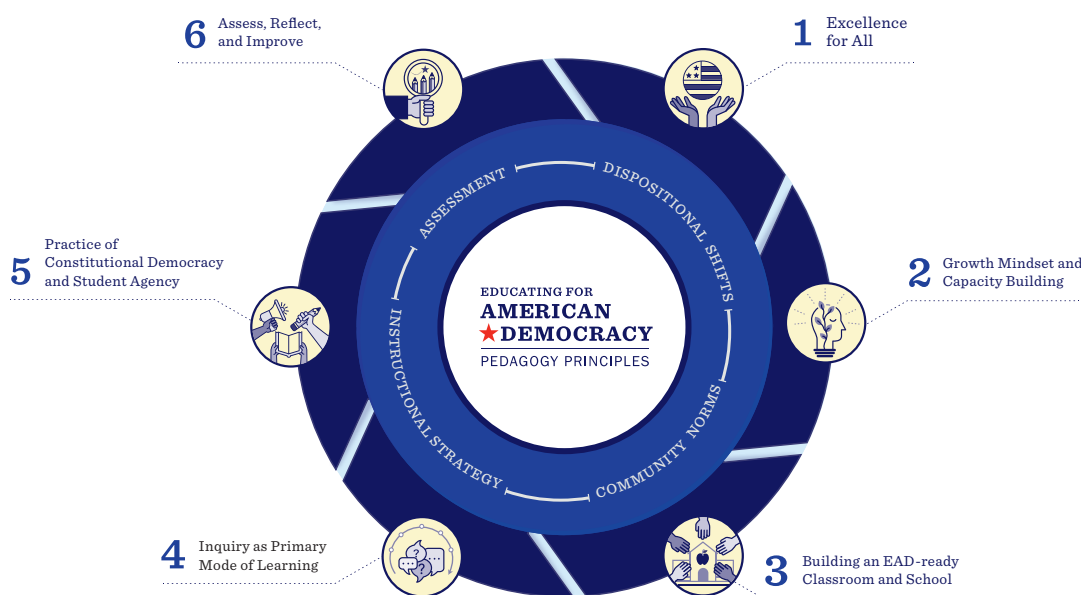 1 Excellence
for All
2 Growth Mindset and
Capacity Building
3 Building an EAD-ready
Classroom and School
4 Inquiry as Primary
Mode of Learning
5 Practice of
Constitutional Democracy
and Student Agency
6 Assess, Reflect,
and Improve
DISPOSITIONAL SHIFTS
COMMUNITY NORMS
INSTRUCTIONAL STRATEGY
ASSESSMENT
EDUCATING FOR
AMERICAN
DEMOCRACY
PEDAGOGY PRINCIPLES
? ? ?